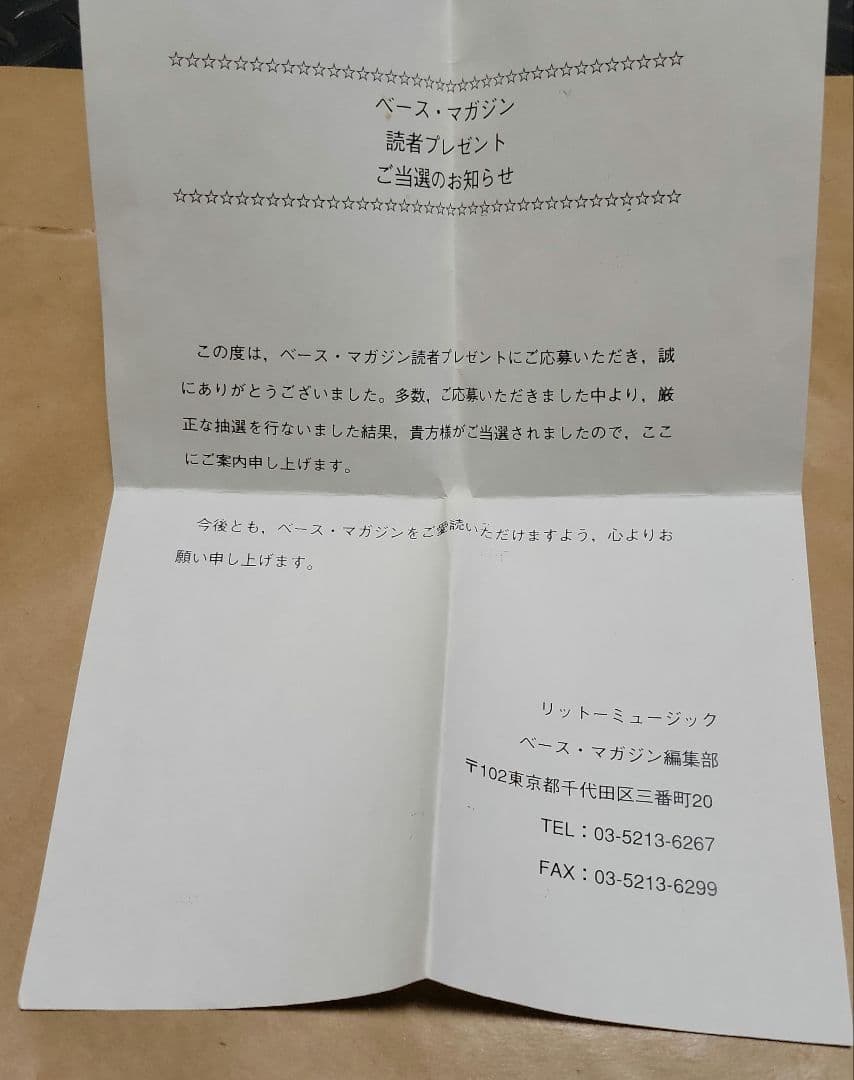 ☆☆☆☆☆☆☆☆☆☆☆☆☆☆☆☆☆☆☆☆☆☆☆☆☆☆☆☆☆☆☆☆☆☆
ベース・マガジン
読者プレゼント
ご当選のお知らせ
☆☆☆☆☆☆☆☆☆☆☆☆☆☆☆☆☆☆☆☆☆☆☆☆☆☆☆☆☆☆☆☆☆☆
この度は，ベース・マガジン読者プレゼントにご応募いただき，誠
にありがとうございました。多数，ご応募いただきました中より，厳
正な抽選を行ないました結果，貴方様がご当選されましたので，ここ
にご案内申し上げます。
今後とも，ベース・マガジンをご愛読いただけますよう，心よりお
願い申し上げます。
リットーミュージック
ベース・マガジン編集部
〒102東京都千代田区三番町20
TEL：03-5213-6267
FAX：03-5213-6299